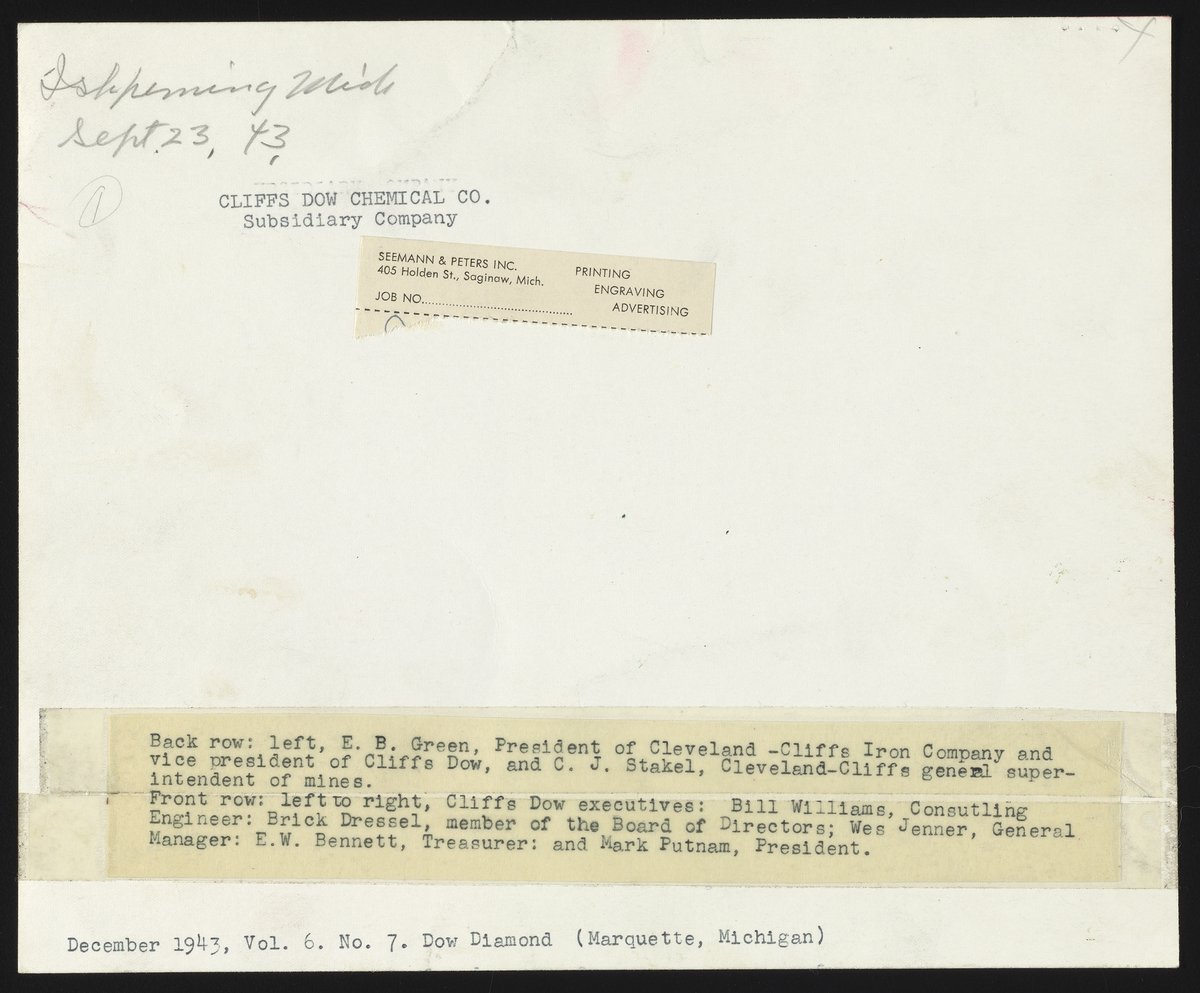 Ishpeming Mich
Sept. 23, 43,
1
CLIFFS DOW CHEMICAL CO.
Subsidiary Company
SEEMANN & PETERS INC.
405 Holden St., Saginaw, Mich.
JOB NO.
PRINTING
ENGRAVING
ADVERTISING
Back row: left, E. B. Green, President of Cleveland -Cliffs Iron Company and
vice president of Cliffs Dow, and C. J. Stakel, Cleveland-Cliffs generl super-
intendent of mines.
Front row: left to right, Cliffs Dow executives: Bill Williams, Consutling
Engineer: Brick Dressel, member of the Board of Directors; Wes Jenner, General
Manager: E.W. Bennett, Treasurer: and Mark Putnam, President.
December 1943, Vol. 6. No. 7. Dow Diamond (Marquette, Michigan)